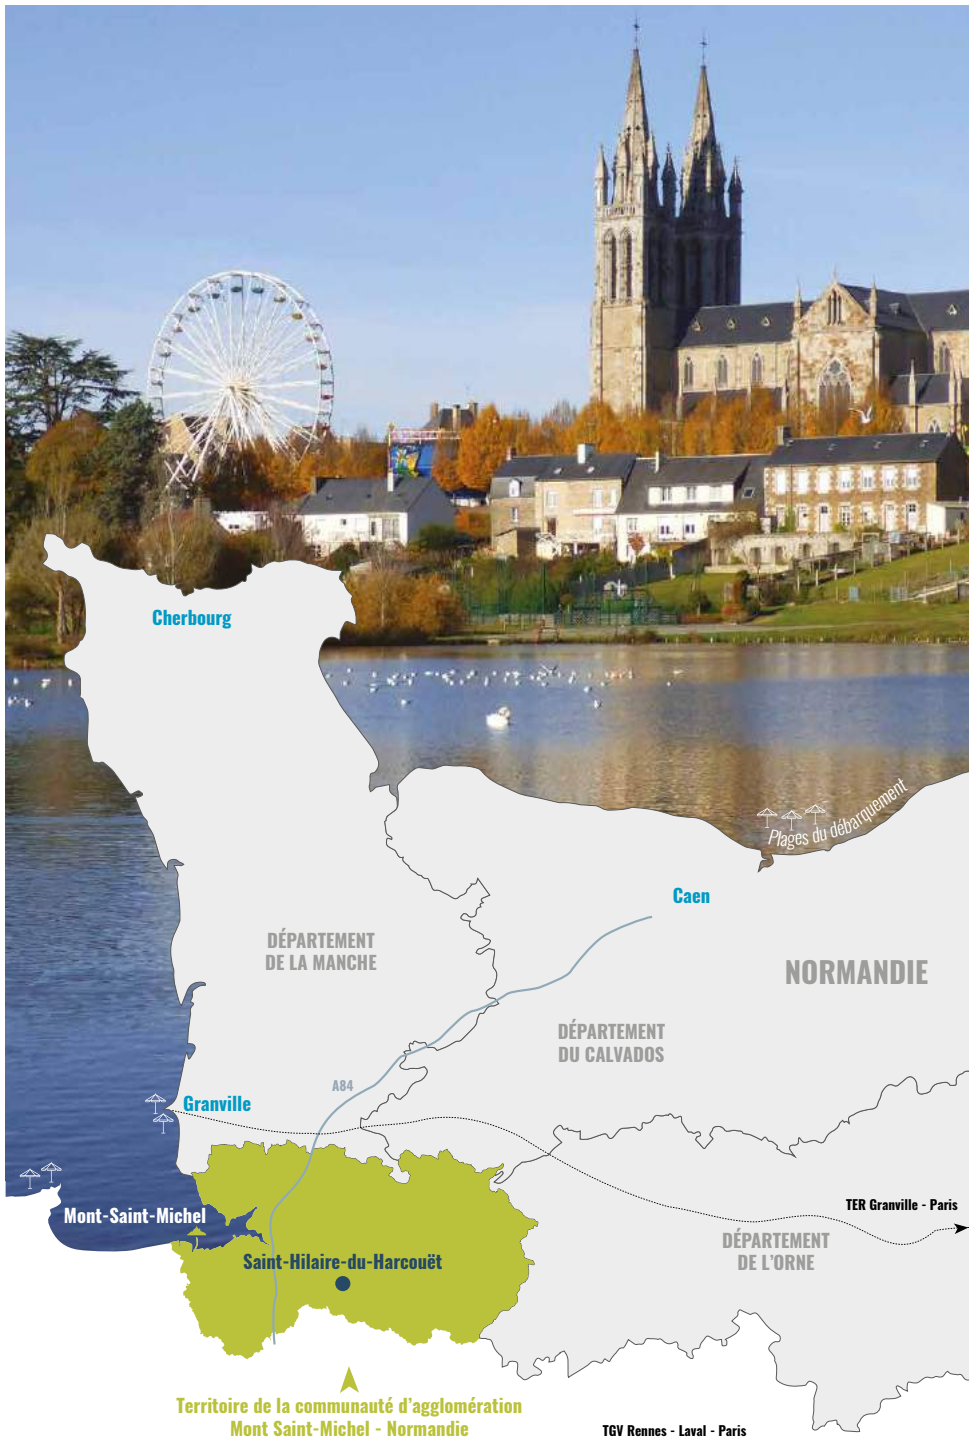 Cherbourg
Plages du débarquement
Caen
DÉPARTEMENT
DE LA MANCHE
NORMANDIE
DÉPARTEMENT
DU CALVADOS
A84
Granville
TER Granville - Paris
Mont-Saint-Michel
DÉPARTEMENT
DE L'ORNE
Saint-Hilaire-du-Harcouët
Territoire de la communauté d'agglomération
Mont Saint-Michel - Normandie
TGV Rennes - Laval - Paris